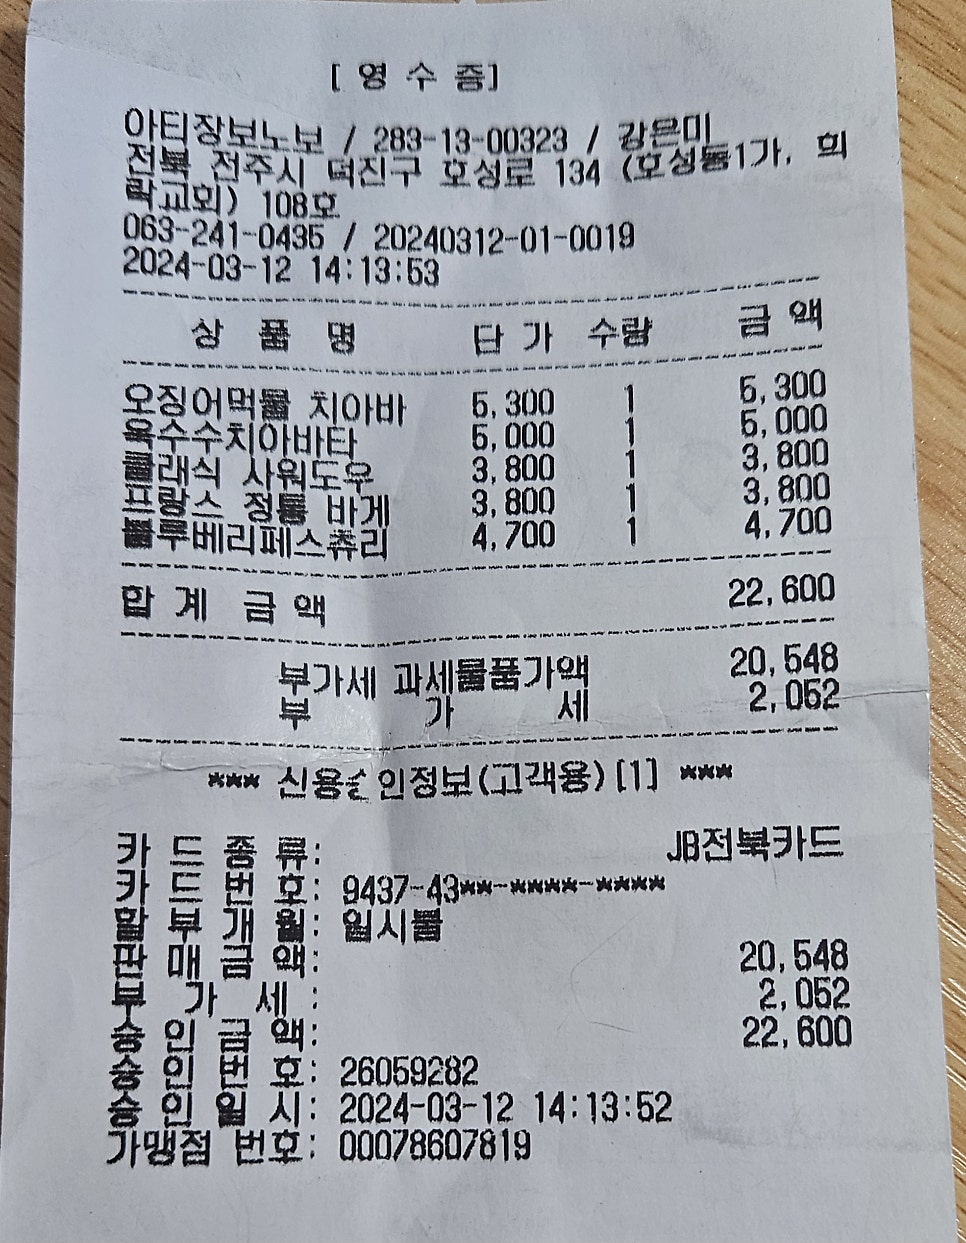 [ 영 수 증]
아티장보노보 / 283-13-00323 / 강은미
전북 전주시 덕진구 호성로 134 (호성동1가, 희
락교회) 108호
063-241-0435 / 20240312-01-0019
2024-03-12 14:13:53
상 품 명 단 가 수량 금 액
오징어먹물 치아바 5,300 1 5,300
옥수수치아바타 5,000 1 5,000
클래식 사워도우 3,800 1 3,800
프랑스 정통 바게 3,800 1 3,800
블루베리페스츄리 4,700 1 4,700
합 계 금 액 22,600
부가세 과세물품가액 20,548
부 가 세 2,052
*** 신용승인정보(고객용) [1] ***
카 드 종 류: JB전북카드
카 드 번 호: 9437-43**-****-****
할 부 개 월: 일시불
판 매 금 액: 20,548
부 가 세 : 2,052
승 인 금 액: 22,600
승 인 번 호: 26059282
승 인 일 시: 2024-03-12 14:13:52
가맹점 번호: 00078607819